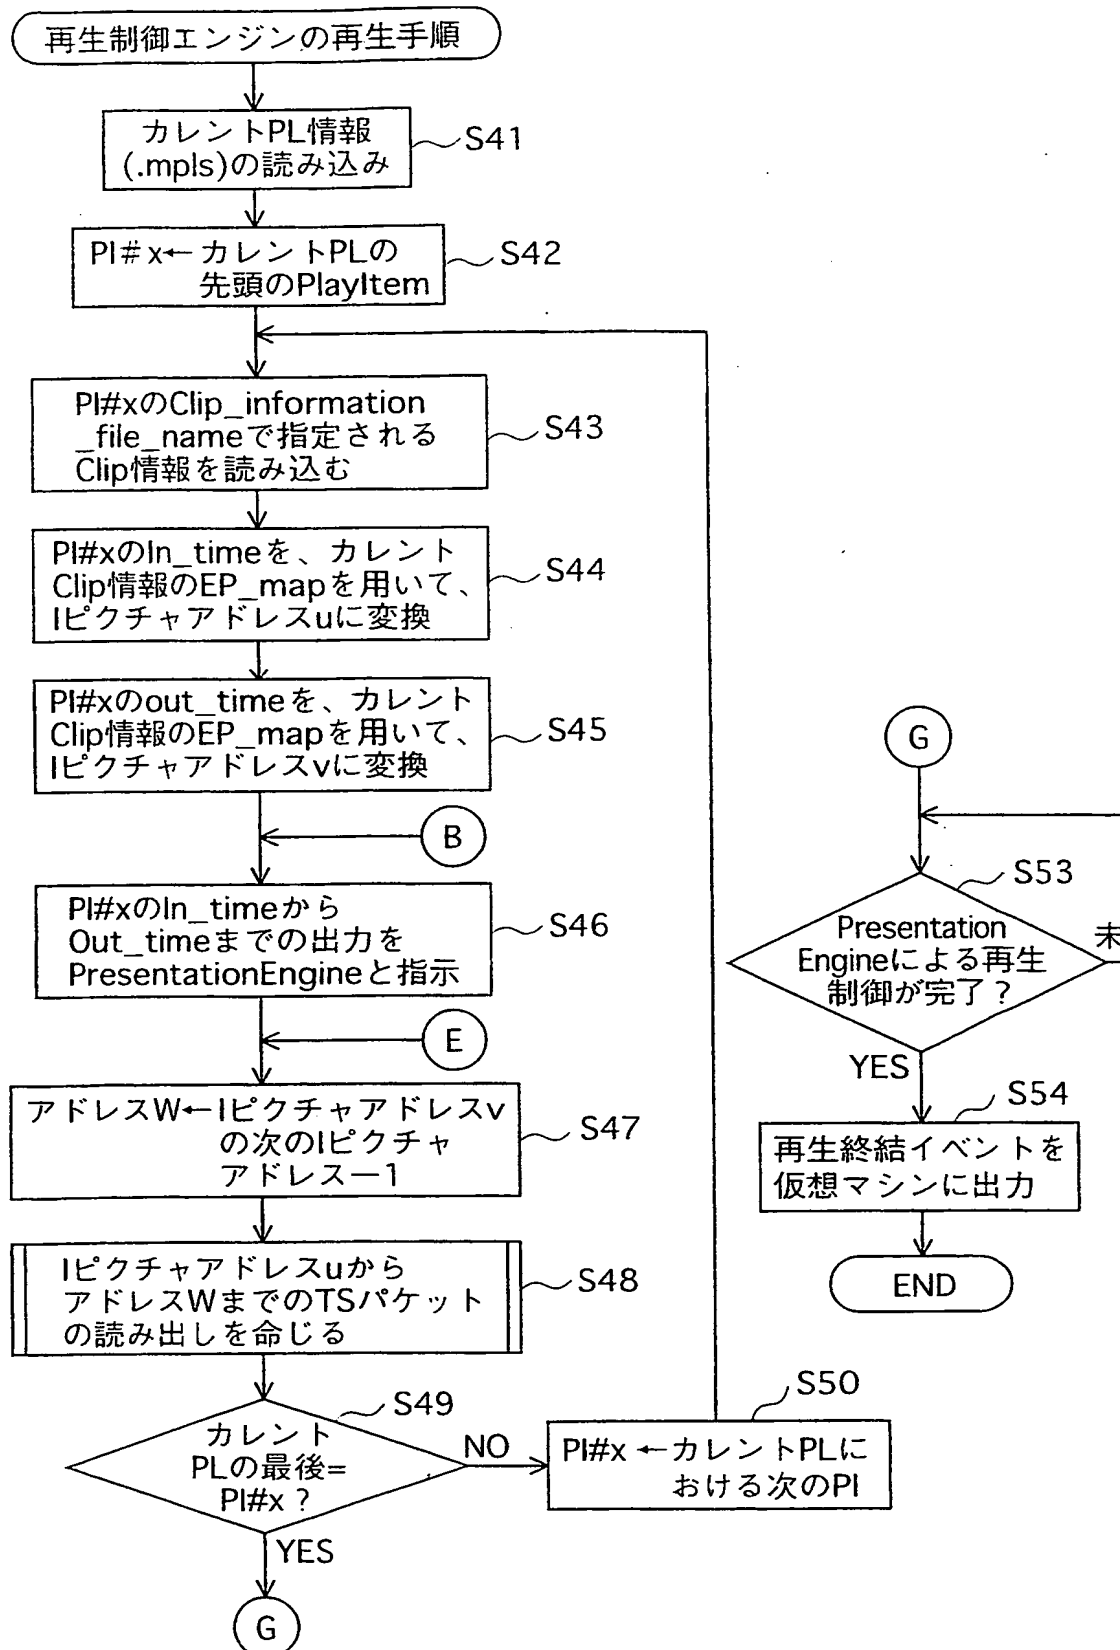 再生制御エンジンの再生手順
カレントPL情報
(.mpls)の読み込み
S41
PI#x←カレントPLの
先頭のPlayItem
S42
PI#xのClip_information
_file_nameで指定される
Clip情報を読み込む
S43
PI#xのIn_timeを、カレント
Clip情報のEP_mapを用いて、
Iピクチャアドレスuに変換
S44
PI#xのout_timeを、カレント
Clip情報のEP_mapを用いて、
Iピクチャアドレスvに変換
S45
B
PI#xのIn_timeから
Out_timeまでの出力を
PresentationEngineと指示
S46
E
アドレスW←Iピクチャアドレスv
の次のIピクチャ
アドレス―1
S47
Iピクチャアドレスuから
アドレスWまでのTSパケット
の読み出しを命じる
S48
カレント
PLの最後=
PI#x？
S49
NO
YES
G
PI#x ←カレントPLに
おける次のPI
S50
G
Presentation
Engineによる再生
制御が完了？
S53
未
YES
再生終結イベントを
仮想マシンに出力
S54
END